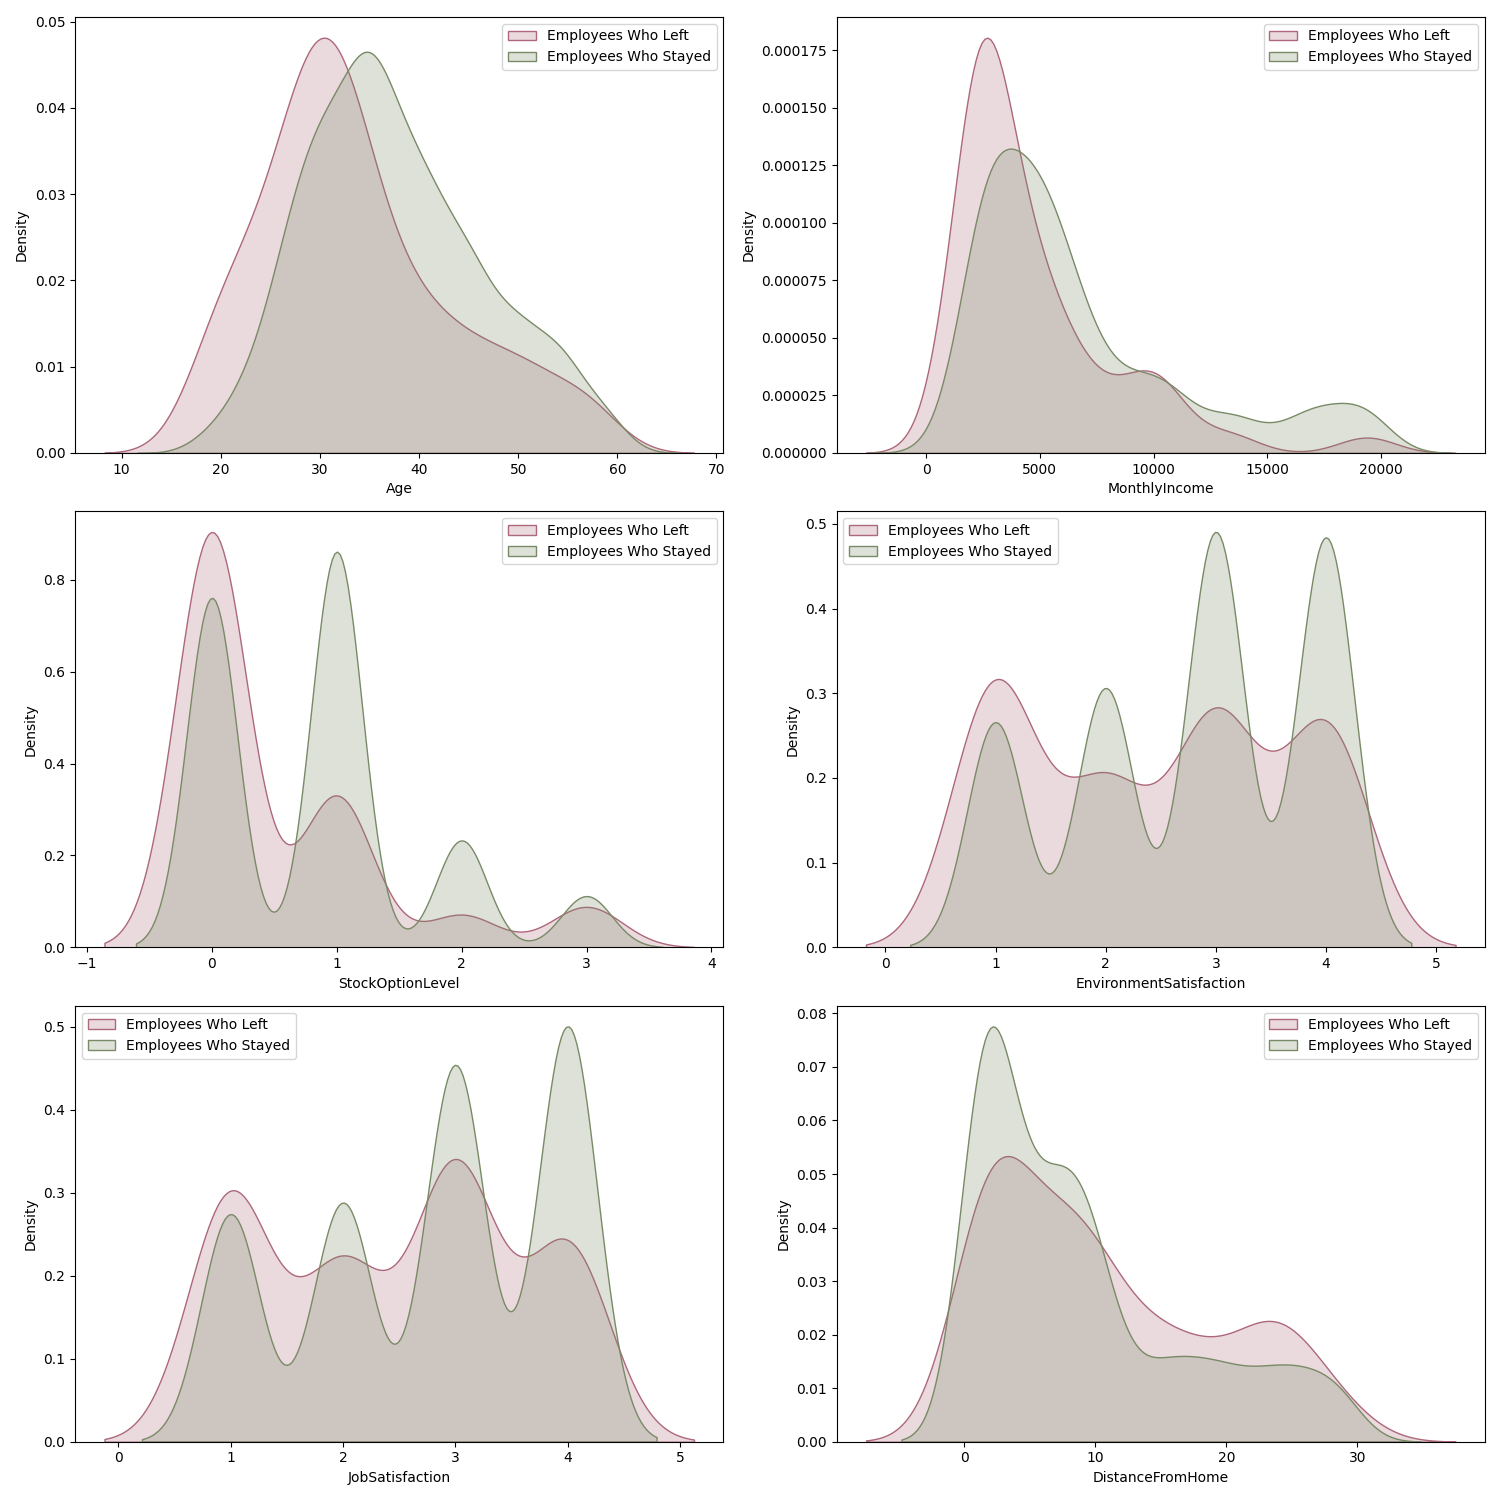 Employees Who Left
Employees Who Stayed
0.05
0.04
0.03
0.02
0.01
0.00
Density
10 20 30 40 50 60 70
Age
Employees Who Left
Employees Who Stayed
0.000175
0.000150
0.000125
0.000100
0.000075
0.000050
0.000025
0.000000
Density
0 5000 10000 15000 20000
MonthlyIncome
Employees Who Left
Employees Who Stayed
0.8
0.6
0.4
0.2
0.0
Density
−1 0 1 2 3 4
StockOptionLevel
Employees Who Left
Employees Who Stayed
0.5
0.4
0.3
0.2
0.1
0.0
Density
0 1 2 3 4 5
EnvironmentSatisfaction
Employees Who Left
Employees Who Stayed
0.5
0.4
0.3
0.2
0.1
0.0
Density
0 1 2 3 4 5
JobSatisfaction
Employees Who Left
Employees Who Stayed
0.08
0.07
0.06
0.05
0.04
0.03
0.02
0.01
0.00
Density
0 10 20 30
DistanceFromHome